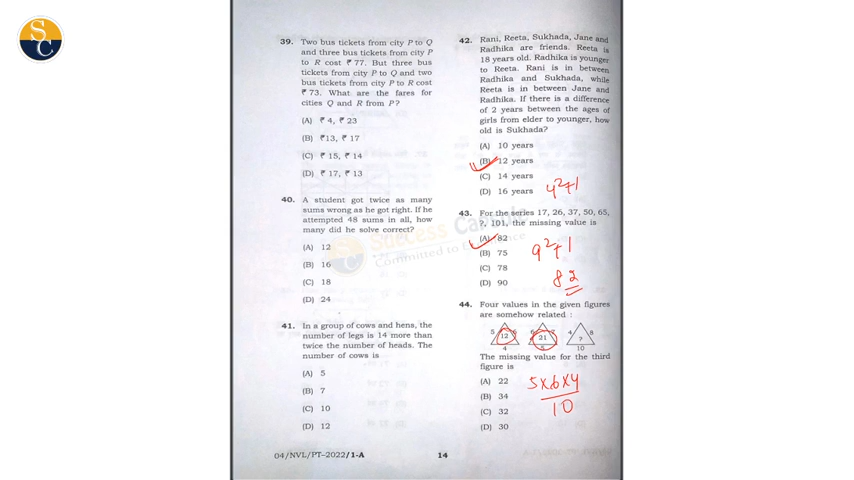 S
C
39. Two bus tickets from city P to Q
and three bus tickets from city P
to R cost ₹ 77. But three bus
tickets from city P to Q and two
bus tickets from city P to R cost
₹ 73. What are the fares for
cities Q and R from P?
(A) ₹ 4, ₹ 23
(B) ₹13, ₹ 17
(C) ₹ 15, ₹ 14
(D) ₹ 17, ₹ 13
40. A student got twice as many
sums wrong as he got right. If he
attempted 48 sums in all, how
many did he solve correct?
(A) 12
(B) 16
(C) 18
(D) 24
41. In a group of cows and hens, the
number of legs is 14 more than
twice the number of heads. The
number of cows is
(A) 5
(B) 7
(C) 10
(D) 12
42. Rani, Reeta, Sukhada, Jane and
Radhika are friends. Reeta is
18 years old. Radhika is younger
to Reeta. Rani is in between
Radhika and Sukhada, while
Reeta is in between Jane and
Radhika. If there is a difference
of 2 years between the ages of
girls from elder to younger, how
old is Sukhada?
(A) 10 years
(B) 12 years
(C) 14 years
(D) 16 years
4²+1
43. For the series 17, 26, 37, 50, 65,
?, 101, the missing value is
(A) 82
(B) 75
(C) 78
(D) 90
9²+1
82
44. Four values in the given figures
are somehow related :
5 6 6 7 4 8
12 21 ?
4 5 10
The missing value for the third
figure is
(A) 22
(B) 34
(C) 32
(D) 30
5×6×4
10
Success
Committed to
04/NVL/PT-2022/1-A
14